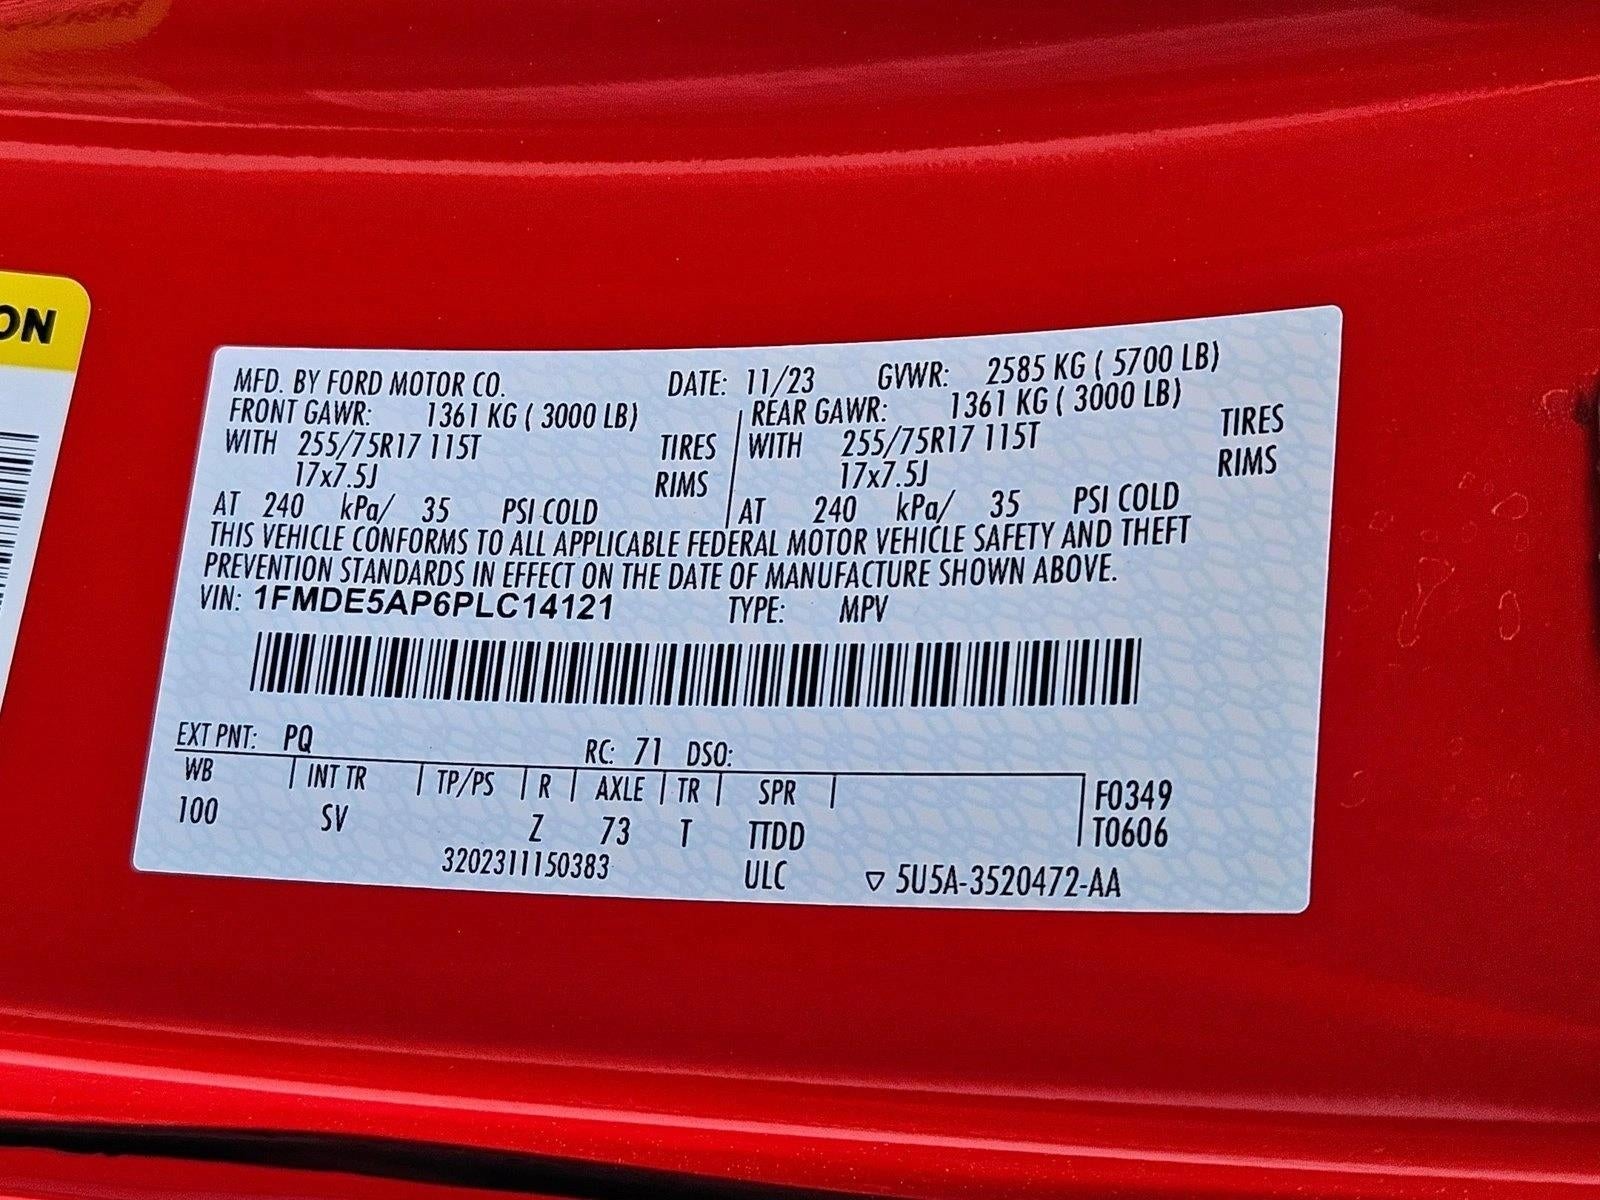 ON
MFD. BY FORD MOTOR CO. DATE: 11/23 GVWR: 2585 KG ( 5700 LB)
FRONT GAWR: 1361 KG ( 3000 LB) REAR GAWR: 1361 KG ( 3000 LB)
WITH 255/75R17 115T TIRES WITH 255/75R17 115T TIRES
17x7.5J RIMS 17x7.5J RIMS
AT 240 kPa/ 35 PSI COLD AT 240 kPa/ 35 PSI COLD
THIS VEHICLE CONFORMS TO ALL APPLICABLE FEDERAL MOTOR VEHICLE SAFETY AND THEFT
PREVENTION STANDARDS IN EFFECT ON THE DATE OF MANUFACTURE SHOWN ABOVE.
VIN: 1FMDE5AP6PLC14121 TYPE: MPV
EXT PNT: PQ RC: 71 DSO:
WB INT TR TP/PS R AXLE TR SPR F0349
100 SV Z 73 T TTDD T0606
3202311150383 ULC ▽ 5U5A-3520472-AA